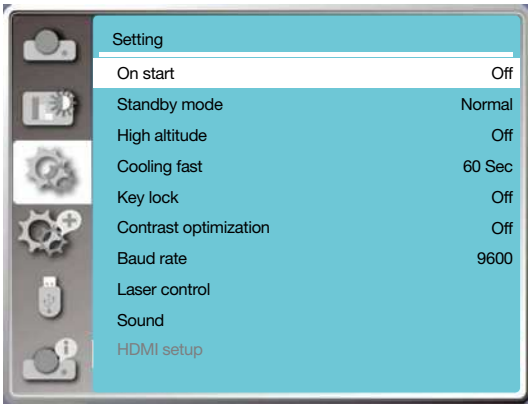 Setting
On start Off
Standby mode Normal
High altitude Off
Cooling fast 60 Sec
Key lock Off
Contrast optimization Off
Baud rate 9600
Laser control
Sound
HDMI setup